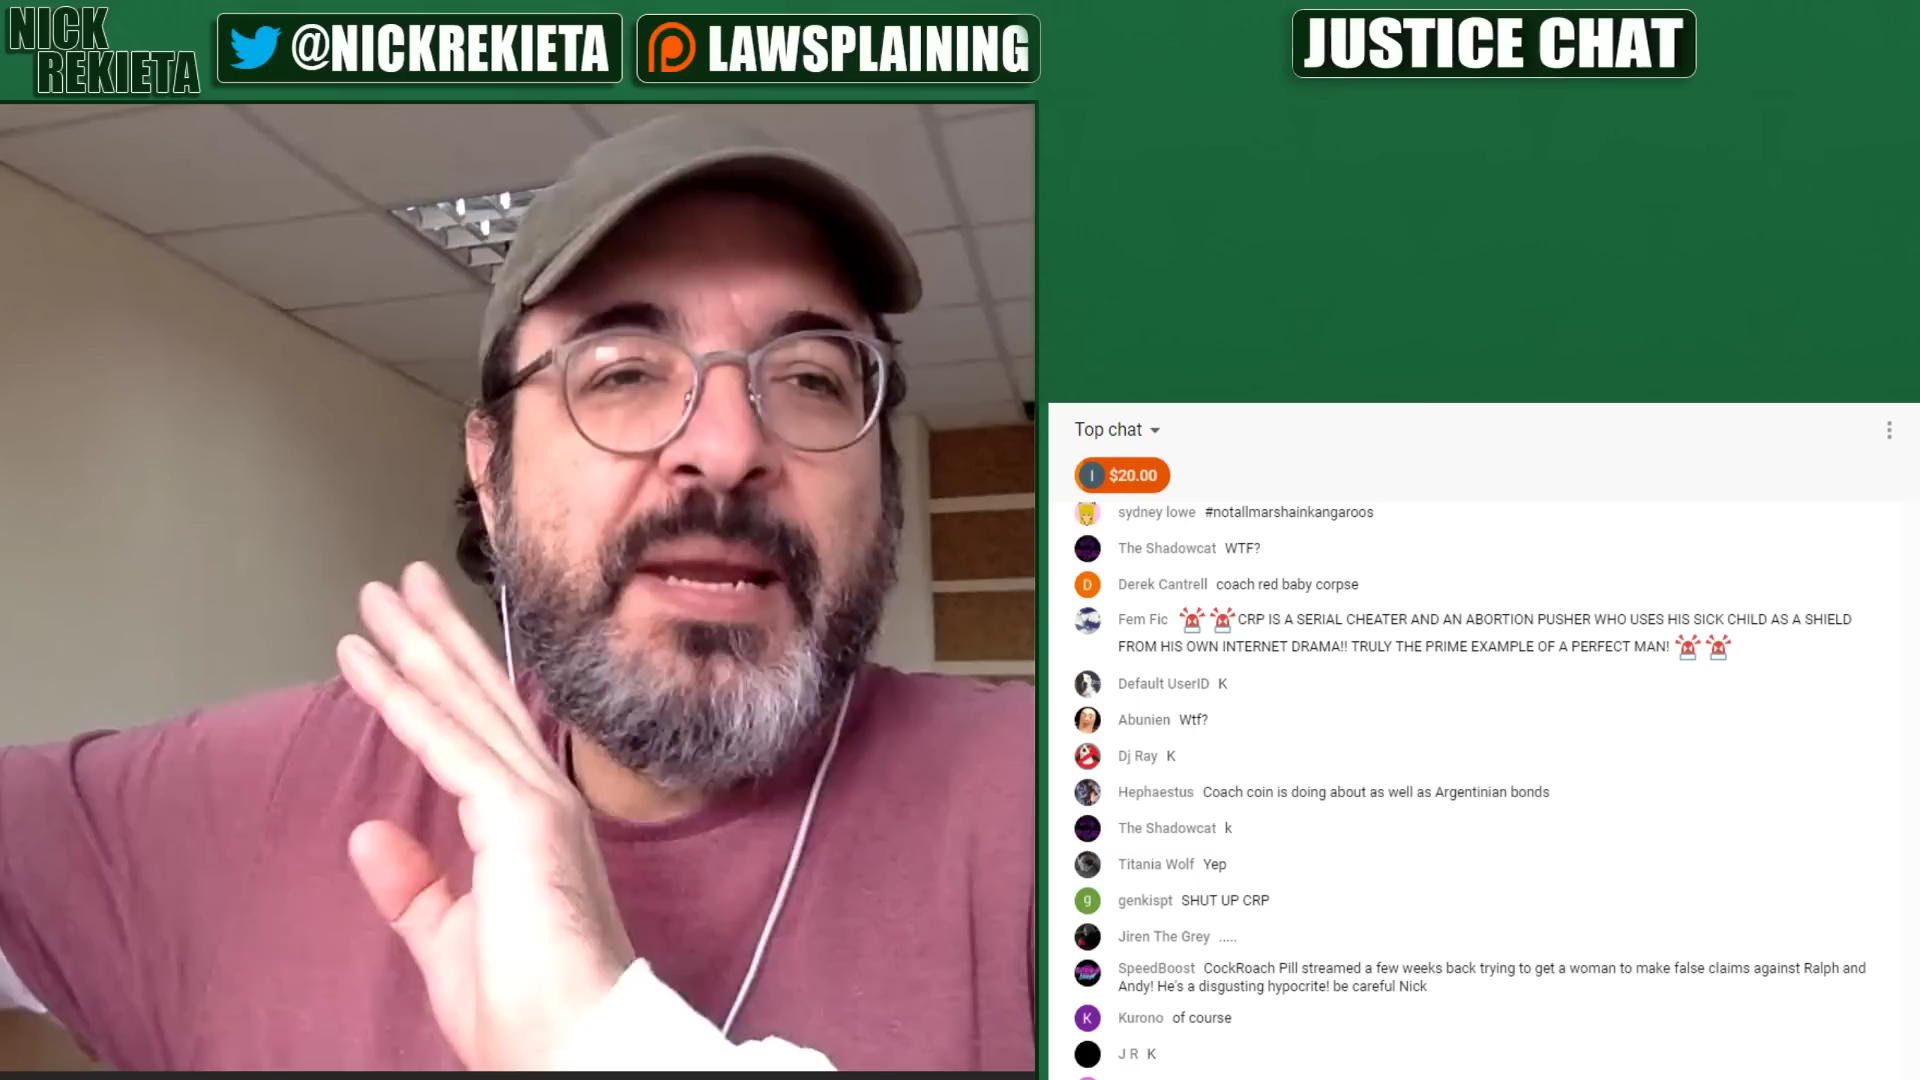 NICK
REKIETA
@NICKREKIETA
LAWSPLAINING
JUSTICE CHAT
Top chat
I $20.00
sydney lowe #notallmarshainkangaroos
The Shadowcat WTF?
D Derek Cantrell coach red baby corpse
Fem Fic CRP IS A SERIAL CHEATER AND AN ABORTION PUSHER WHO USES HIS SICK CHILD AS A SHIELD
FROM HIS OWN INTERNET DRAMA!! TRULY THE PRIME EXAMPLE OF A PERFECT MAN!
Default UserID K
Abunien Wtf?
Dj Ray K
Hephaestus Coach coin is doing about as well as Argentinian bonds
The Shadowcat k
Titania Wolf Yep
g genkispt SHUT UP CRP
Jiren The Grey .....
SpeedBoost CockRoach Pill streamed a few weeks back trying to get a woman to make false claims against Ralph and
Andy! He's a disgusting hypocrite! be careful Nick
K Kurono of course
J R K